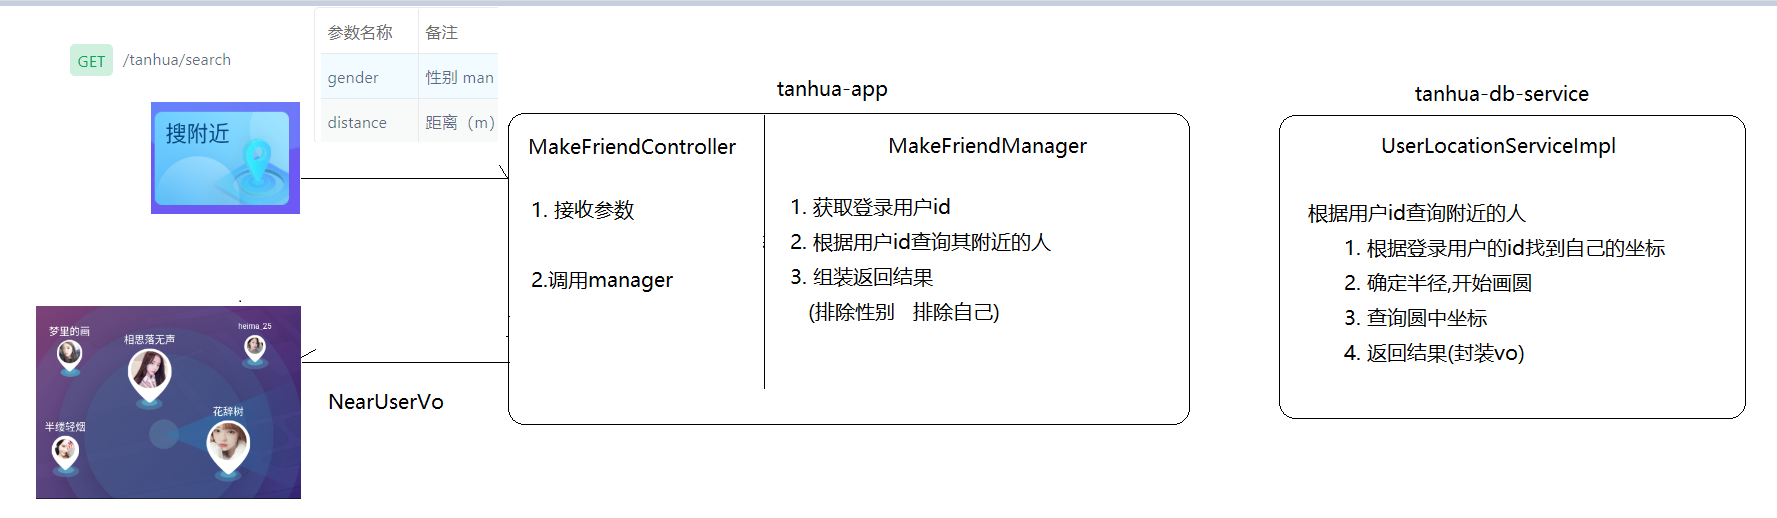 GET /tanhua/search
参数名称 备注
gender 性别 man
distance 距离（m）
搜附近
梦里的画
heima_25
相思落无声
花辞树
半缕轻烟
NearUserVo
tanhua-app
MakeFriendController
1. 接收参数
2.调用manager
MakeFriendManager
1. 获取登录用户id
2. 根据用户id查询其附近的人
3. 组装返回结果
(排除性别 排除自己)
tanhua-db-service
UserLocationServiceImpl
根据用户id查询附近的人
1. 根据登录用户的id找到自己的坐标
2. 确定半径,开始画圆
3. 查询圆中坐标
4. 返回结果(封装vo)